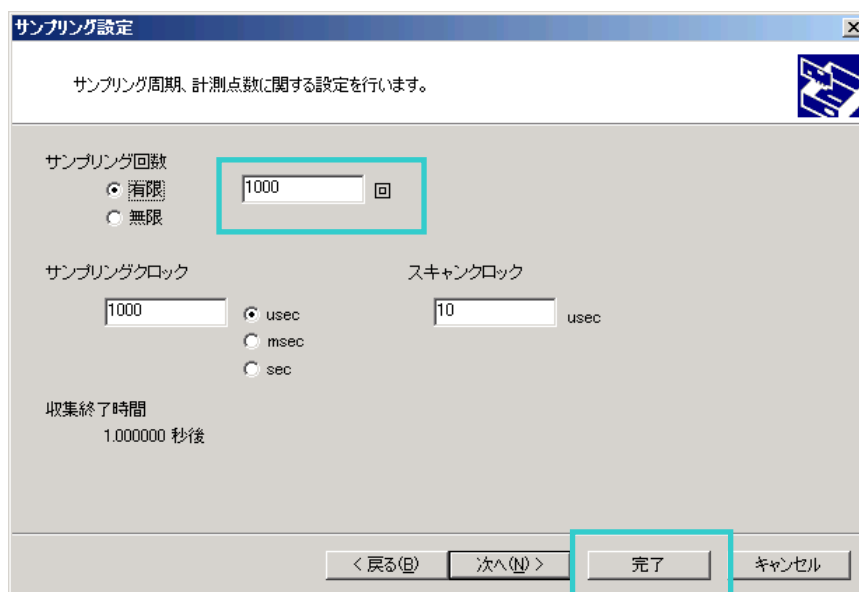 サンプリング設定
サンプリング周期、計測点数に関する設定を行います。
サンプリング回数
有限 1000 回
無限
サンプリングクロック スキャンクロック
1000 usec 10 usec
msec
sec
収集終了時間
1.000000 秒後
< 戻る(B) 次へ(N) > 完了 キャンセル